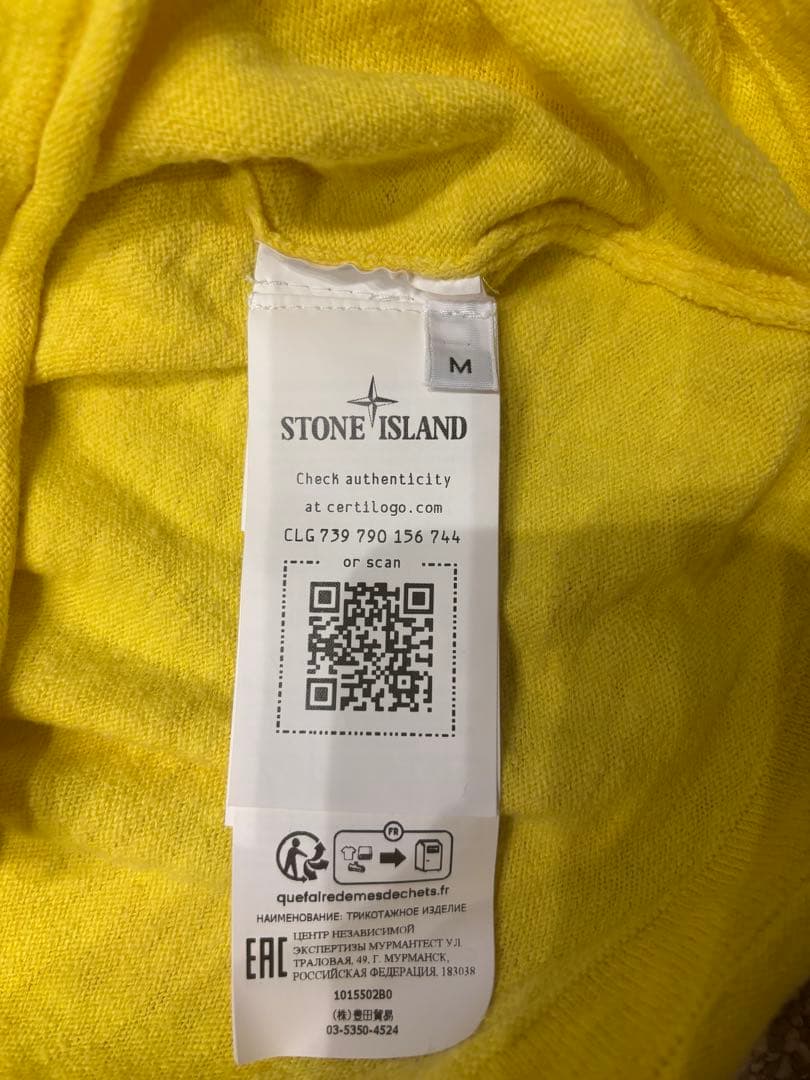 M
STONE ISLAND
Check authenticity
at certilogo.com
CLG 739 790 156 744
or scan
FR
quefairedemesdechets.fr
НАИМЕНОВАНИЕ: ТРИКОТАЖНОЕ ИЗДЕЛИЕ
EAC
ЦЕНТР НЕЗАВИСИМОЙ
ЭКСПЕРТИЗЫ МУРМАНТЕСТ УЛ.
ТРАЛОВАЯ, 49, Г. МУРМАНСК,
РОССИЙСКАЯ ФЕДЕРАЦИЯ, 183038
1015502B0
(株)豊田貿易
03-5350-4524